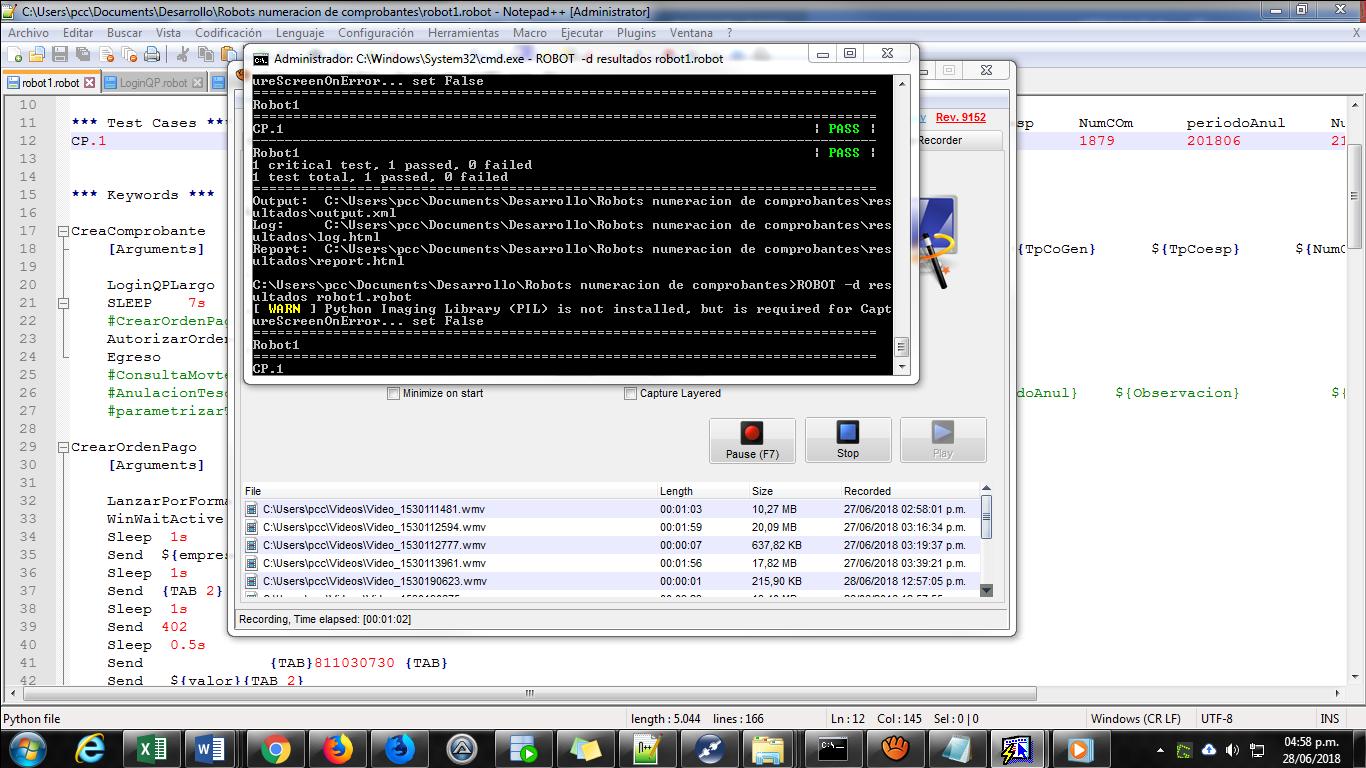 C:\Users\pcc\Documents\Desarrollo\Robots numeracion de comprobantes\robot1.robot - Notepad++ [Administrator]
Archivo Editar Buscar Vista Codificación Lenguaje Configuración Herramientas Macro Ejecutar Plugins Ventana ? X
robot1.robot LoginQP.robot
Administrador: C:\Windows\System32\cmd.exe - ROBOT -d resultados robot1.robot
ureScreenOnError... set False
Robot1
CP.1 | PASS |
Robot1 | PASS |
1 critical test, 1 passed, 0 failed
1 test total, 1 passed, 0 failed
Output: C:\Users\pcc\Documents\Desarrollo\Robots numeracion de comprobantes\res
ultados\output.xml
Log: C:\Users\pcc\Documents\Desarrollo\Robots numeracion de comprobantes\res
ultados\log.html
Report: C:\Users\pcc\Documents\Desarrollo\Robots numeracion de comprobantes\res
ultados\report.html
C:\Users\pcc\Documents\Desarrollo\Robots numeracion de comprobantes>ROBOT -d res
ultados robot1.robot
[ WARN ] Python Imaging Library (PIL) is not installed, but is required for Capt
ureScreenOnError... set False
Robot1
CP.1
Rev. 9152
Recorder
10
11 *** Test Cases ** sp NumCOm periodoAnul Nu
12 CP.1 1879 201806 21
13
14
15 *** Keywords ***
16
17 CreaComprobante
18 [Arguments] {TpCoGen} ${TpCoesp} ${NumC
19
20 LoginQPLargo
21 SLEEP 7s
22 #CrearOrdenPag
23 AutorizarOrden
24 Egreso
25 #ConsultaMovte
26 #AnulacionTeso doAnul} ${Observacion} ${
27 #parametrizarT
28
29 CrearOrdenPago
30 [Arguments]
31
32 LanzarPorForma
33 WinWaitActive
34 Sleep 1s
35 Send ${empres
36 Sleep 1s
37 Send {TAB 2}
38 Sleep 1s
39 Send 402
40 Sleep 0.5s
41 Send {TAB}811030730 {TAB}
42 Send ${valor}{TAB 2}
Minimize on start Capture Layered
Pause (F7) Stop Play
File Length Size Recorded
C:\Users\pcc\Videos\Video_1530111481.wmv 00:01:03 10,27 MB 27/06/2018 02:58:01 p.m.
C:\Users\pcc\Videos\Video_1530112594.wmv 00:01:59 20,09 MB 27/06/2018 03:16:34 p.m.
C:\Users\pcc\Videos\Video_1530112777.wmv 00:00:07 637,82 KB 27/06/2018 03:19:37 p.m.
C:\Users\pcc\Videos\Video_1530113961.wmv 00:01:56 17,82 MB 27/06/2018 03:39:21 p.m.
C:\Users\pcc\Videos\Video_1530190623.wmv 00:00:01 215,90 KB 28/06/2018 12:57:05 p.m.
Recording, Time elapsed: [00:01:02]
Python file length : 5.044 lines : 166 Ln : 12 Col : 145 Sel : 0 | 0 Windows (CR LF) UTF-8 INS
04:58 p.m.
28/06/2018